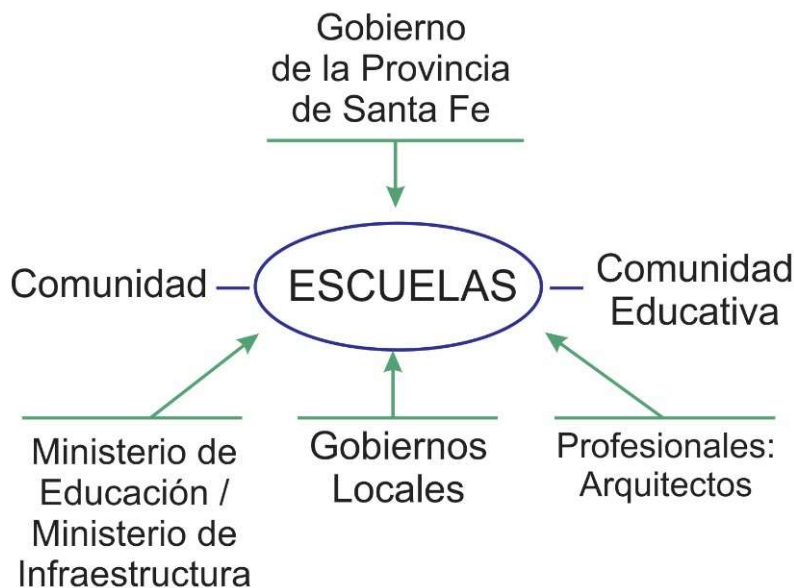 Gobierno
de la Provincia
de Santa Fe
Comunidad
ESCUELAS
Comunidad
Educativa
Ministerio de
Educación /
Ministerio de
Infraestructura
Gobiernos
Locales
Profesionales:
Arquitectos